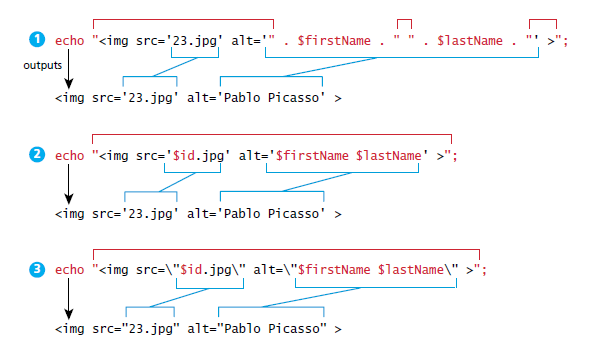 1 echo "<img src='23.jpg' alt='" . $firstName . " " . $lastName . "' >";
outputs
<img src='23.jpg' alt='Pablo Picasso' >
2 echo "<img src='$id.jpg' alt='$firstName $lastName' >";
<img src='23.jpg' alt='Pablo Picasso' >
3 echo "<img src=\"$id.jpg\" alt=\"$firstName $lastName\" >";
<img src="23.jpg" alt="Pablo Picasso" >